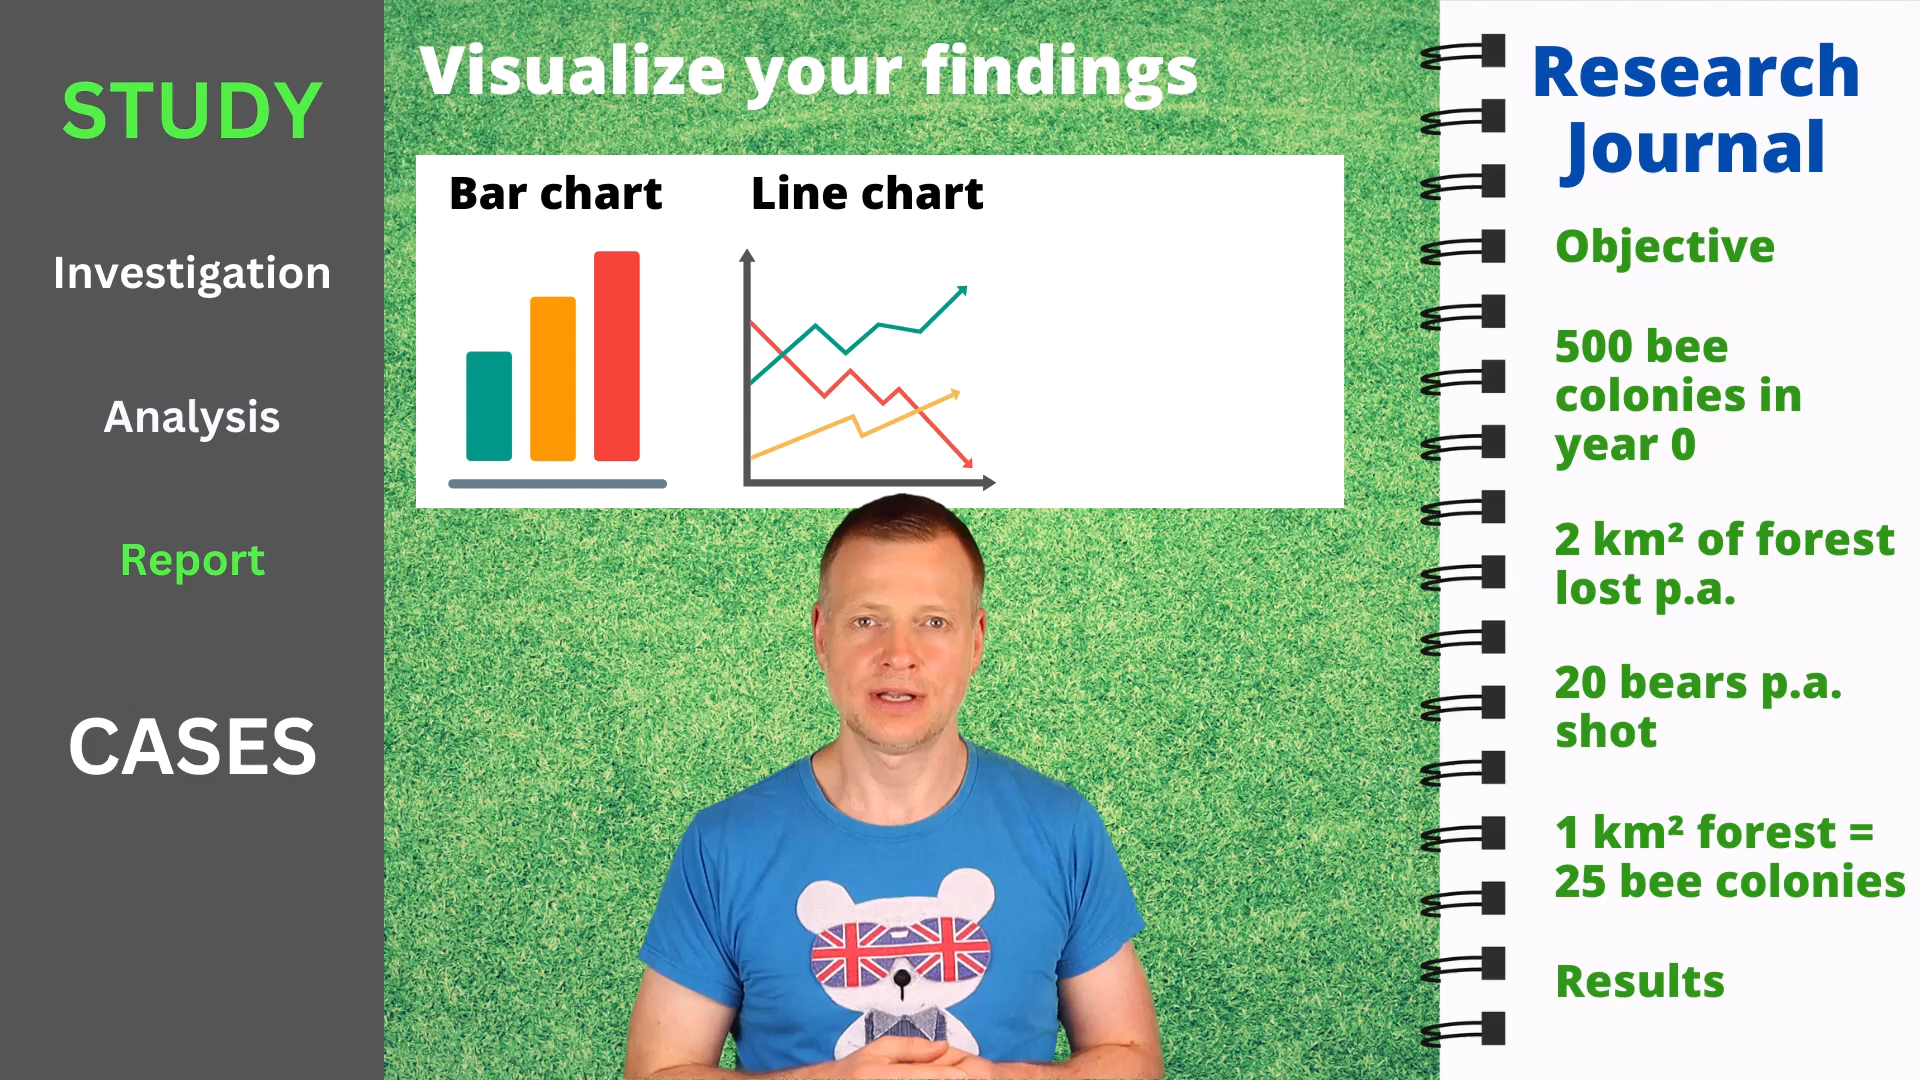 STUDY
Investigation
Analysis
Report
CASES
Visualize your findings
Bar chart
Line chart
Research
Journal
Objective
500 bee
colonies in
year 0
2 km² of forest
lost p.a.
20 bears p.a.
shot
1 km² forest =
25 bee colonies
Results